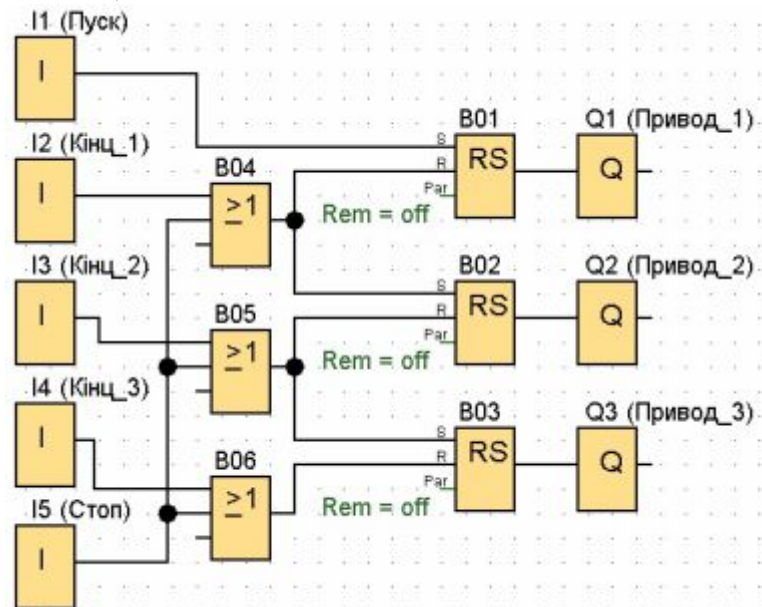 I1 (Пуск)
I
I2 (Кінц_1)
I
I3 (Кінц_2)
I
I4 (Кінц_3)
I
I5 (Стоп)
I
B04
≥1
B05
≥1
B06
≥1
B01
S
R
Par
RS
Rem = off
B02
S
R
Par
RS
Rem = off
B03
S
R
Par
RS
Rem = off
Q1 (Привод_1)
Q
Q2 (Привод_2)
Q
Q3 (Привод_3)
Q